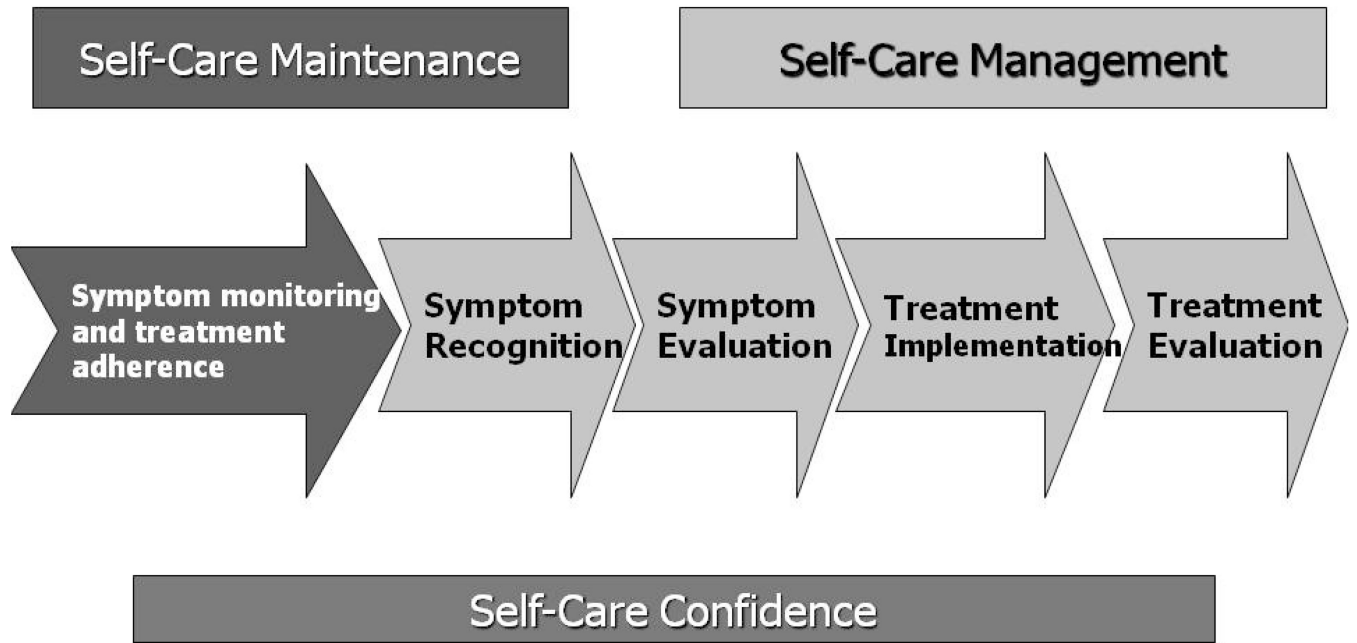 Self-Care Maintenance
Self-Care Management
Symptom monitoring
and treatment
adherence
Symptom
Recognition
Symptom
Evaluation
Treatment
Implementation
Treatment
Evaluation
Self-Care Confidence